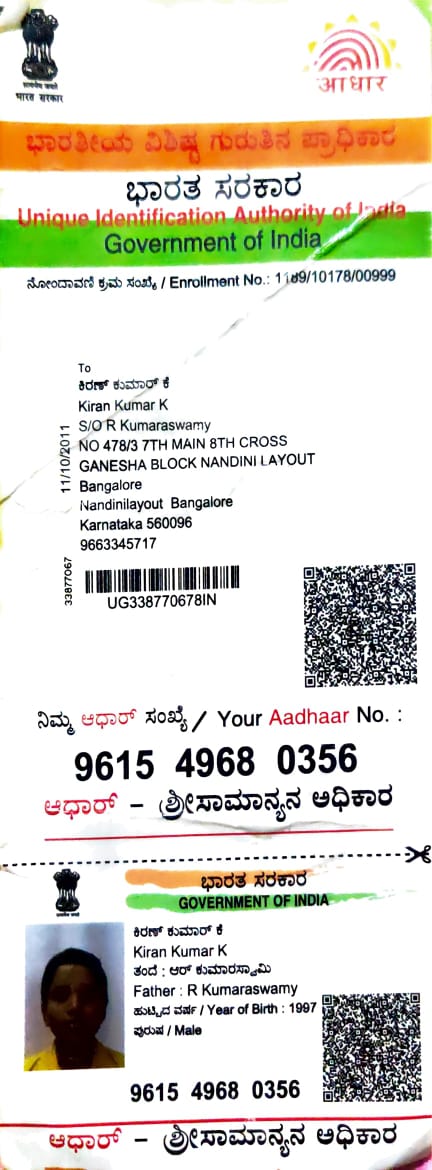 भारत सरकार
आधार
ಭಾರತೀಯ ವಿಶಿಷ್ಟ ಗುರುತಿನ ಪ್ರಾಧಿಕಾರ
ಭಾರತ ಸರಕಾರ
Unique Identification Authority of India
Government of India
ನೋಂದಾವಣಿ ಕ್ರಮ ಸಂಖ್ಯೆ / Enrollment No.: 1189/10178/00999
To
ಕಿರಣ್ ಕುಮಾರ್ ಕೆ
Kiran Kumar K
S/O R Kumaraswamy
NO 478/3 7TH MAIN 8TH CROSS
GANESHA BLOCK NANDINI LAYOUT
Bangalore
Nandinilayout Bangalore
Karnataka 560096
9663345717
11/10/2011
33877067
UG338770678IN
ನಿಮ್ಮ ಆಧಾರ್ ಸಂಖ್ಯೆ / Your Aadhaar No. :
9615 4968 0356
ಆಧಾರ್ - ಶ್ರೀಸಾಮಾನ್ಯನ ಅಧಿಕಾರ
ಭಾರತ ಸರಕಾರ
GOVERNMENT OF INDIA
ಕಿರಣ್ ಕುಮಾರ್ ಕೆ
Kiran Kumar K
ತಂದೆ : ಆರ್ ಕುಮಾರಸ್ವಾಮಿ
Father : R Kumaraswamy
ಹುಟ್ಟಿದ ವರ್ಷ / Year of Birth : 1997
ಪುರುಷ / Male
9615 4968 0356
ಆಧಾರ್ - ಶ್ರೀಸಾಮಾನ್ಯನ ಅಧಿಕಾರ